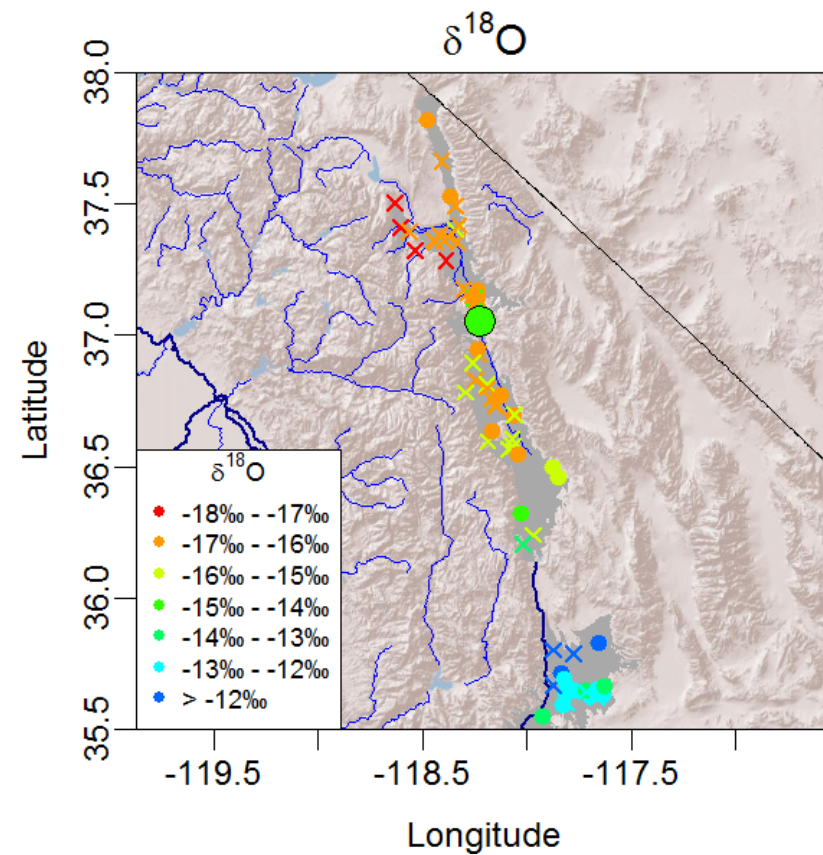 δ¹⁸O
38.0
37.5
37.0
36.5
36.0
35.5
Latitude
δ¹⁸O
-18‰ - -17‰
-17‰ - -16‰
-16‰ - -15‰
-15‰ - -14‰
-14‰ - -13‰
-13‰ - -12‰
> -12‰
-119.5 -118.5 -117.5
Longitude